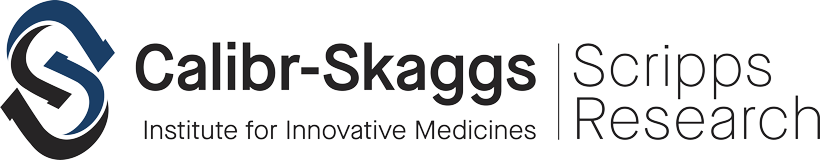 Calibr-Skaggs
Institute for Innovative Medicines
Scripps
Research